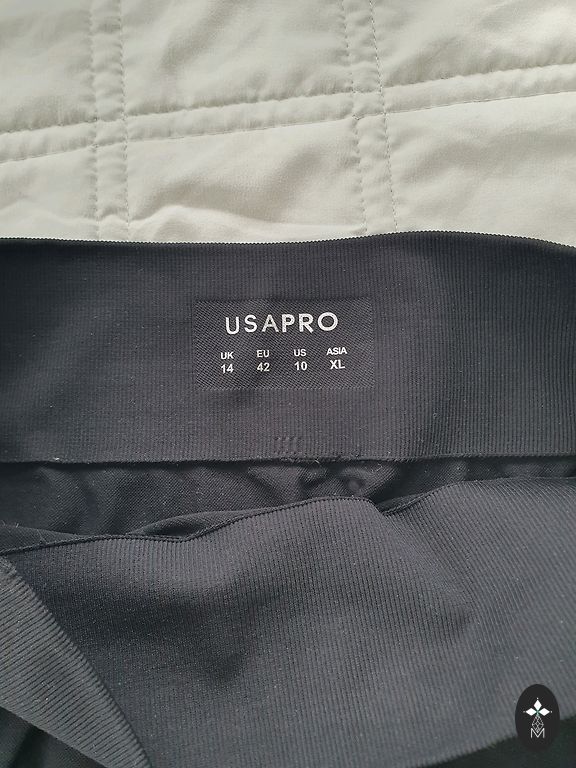 USAPRO
UK EU US ASIA
14 42 10 XL
M